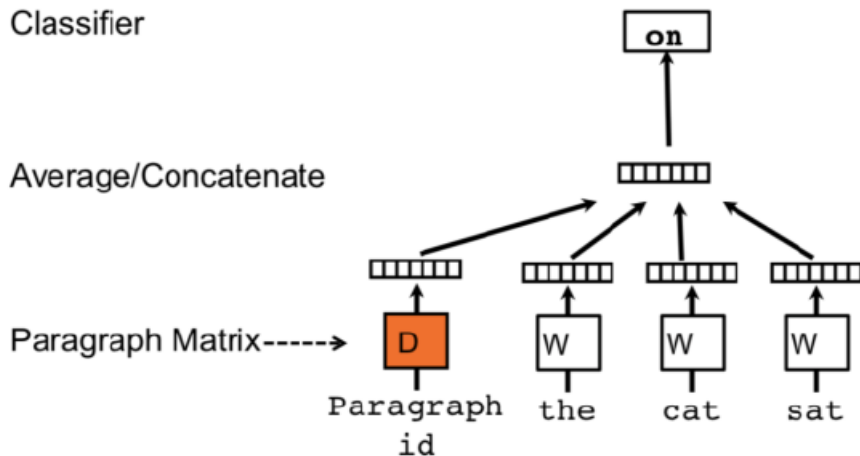 Classifier
on
Average/Concatenate
Paragraph Matrix
D
W
W
W
Paragraph id
the
cat
sat